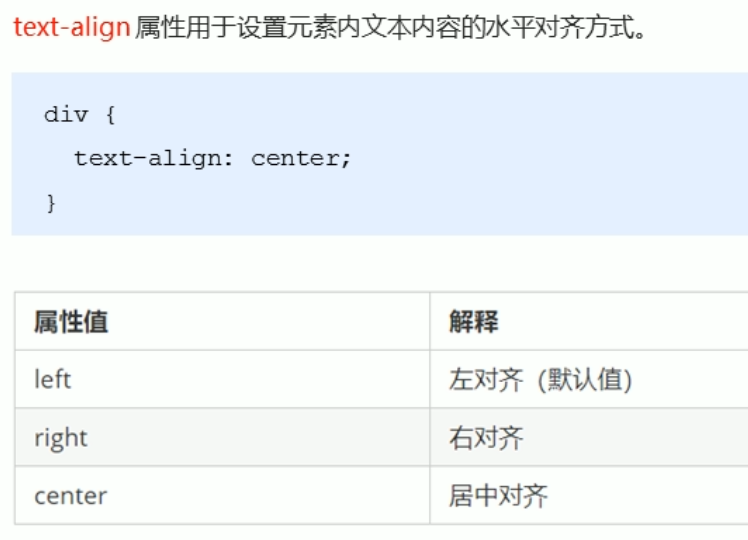 text-align 属性用于设置元素内文本内容的水平对齐方式。
div {
  text-align: center;
}
属性值 解释
left 左对齐（默认值）
right 右对齐
center 居中对齐